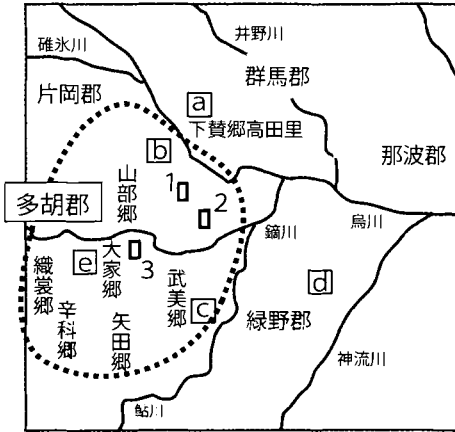 碓氷川
井野川
群馬郡
片岡郡
a
下賛郷高田里
那波郡
b
山部郷
1
2
多胡郡
烏川
鏑川
e
大家郷
3
織裳郷
武美郷
c
d
辛科郷
矢田郷
緑野郡
神流川
鮎川